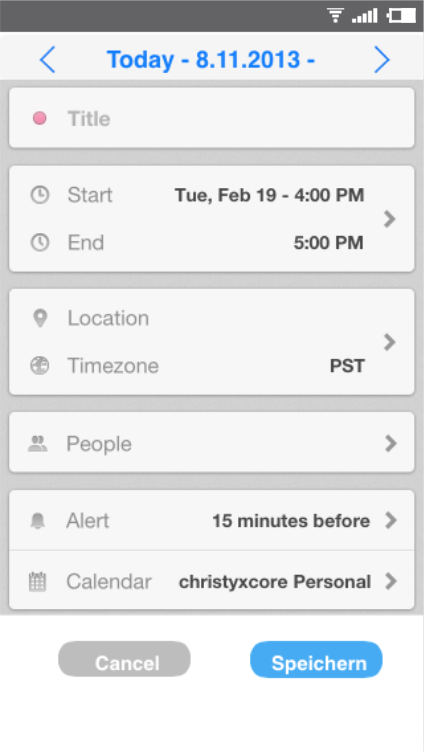 Today - 8.11.2013 -
Title
Start Tue, Feb 19 - 4:00 PM
End 5:00 PM
Location
Timezone PST
People
Alert 15 minutes before
Calendar christyxcore Personal
Cancel Speichern